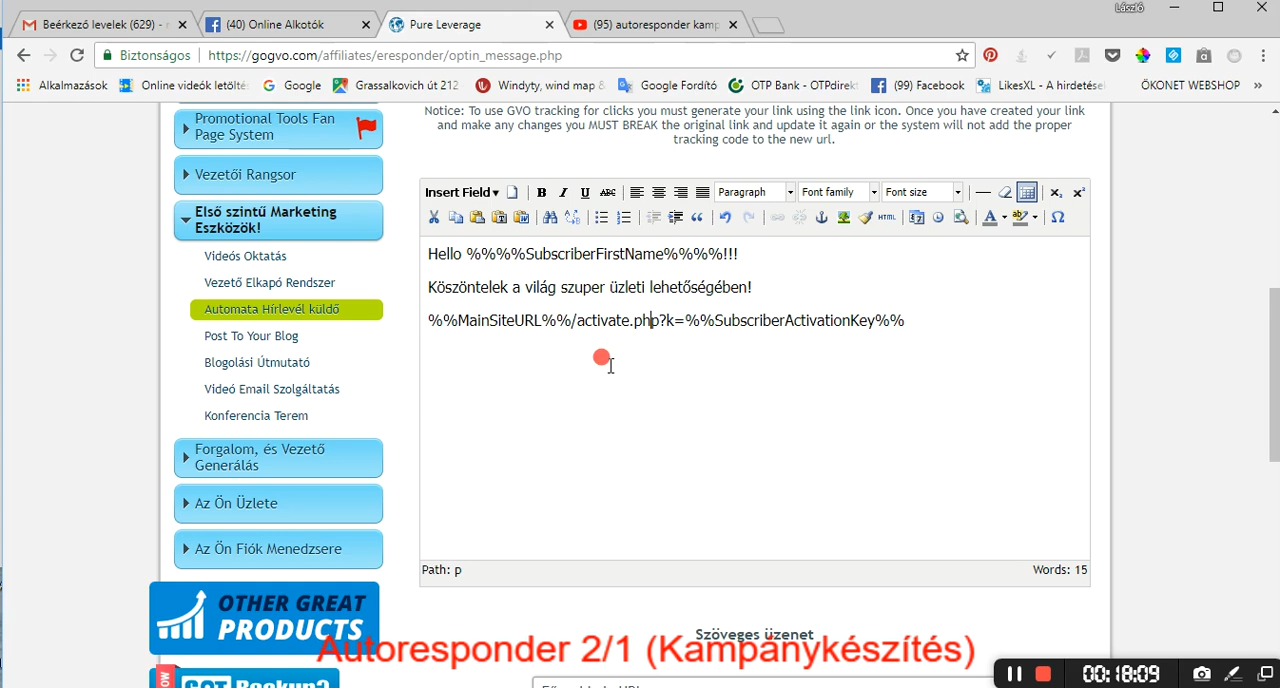 László
Beérkező levelek (629) -
(40) Online Alkotók
Pure Leverage
(95) autoresponder kamp
Biztonságos | https://gogvo.com/affiliates/eresponder/optin_message.php
Alkalmazások Online videók letölté Google Grassalkovich út 212 Windyty, wind map & Google Fordító OTP Bank - OTPdirek (99) Facebook LikesXL - A hirdetése ÖKONET WEBSHOP »
Promotional Tools Fan
Page System
Vezetői Rangsor
Első szintű Marketing
Eszközök!
Videós Oktatás
Vezető Elkapó Rendszer
Automata Hírlevél küldő
Post To Your Blog
Blogolási Útmutató
Videó Email Szolgáltatás
Konferencia Terem
Forgalom, és Vezető
Generálás
Az Ön Üzlete
Az Ön Fiók Menedzsere
OTHER GREAT
PRODUCTS
Notice: To use GVO tracking for clicks you must generate your link using the link icon. Once you have created your link
and make any changes you MUST BREAK the original link and update it again or the system will not add the proper
tracking code to the new url.
Insert Field B I U ABC Paragraph Font family Font size
HTML
Hello %%%%SubscriberFirstName%%%%!!!
Köszöntelek a világ szuper üzleti lehetőségében!
%%MainSiteURL%%/activate.php?k=%%SubscriberActivationKey%%
Path: p Words: 15
Szöveges üzenet
Autoresponder 2/1 (Kampánykészítés)
00:18:09